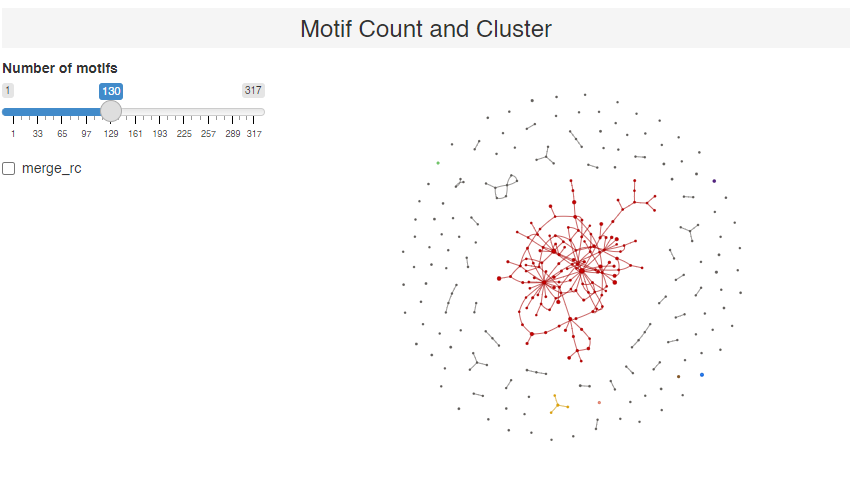 Motif Count and Cluster
Number of motifs
1 130 317
1 33 65 97 129 161 193 225 257 289 317
merge_rc